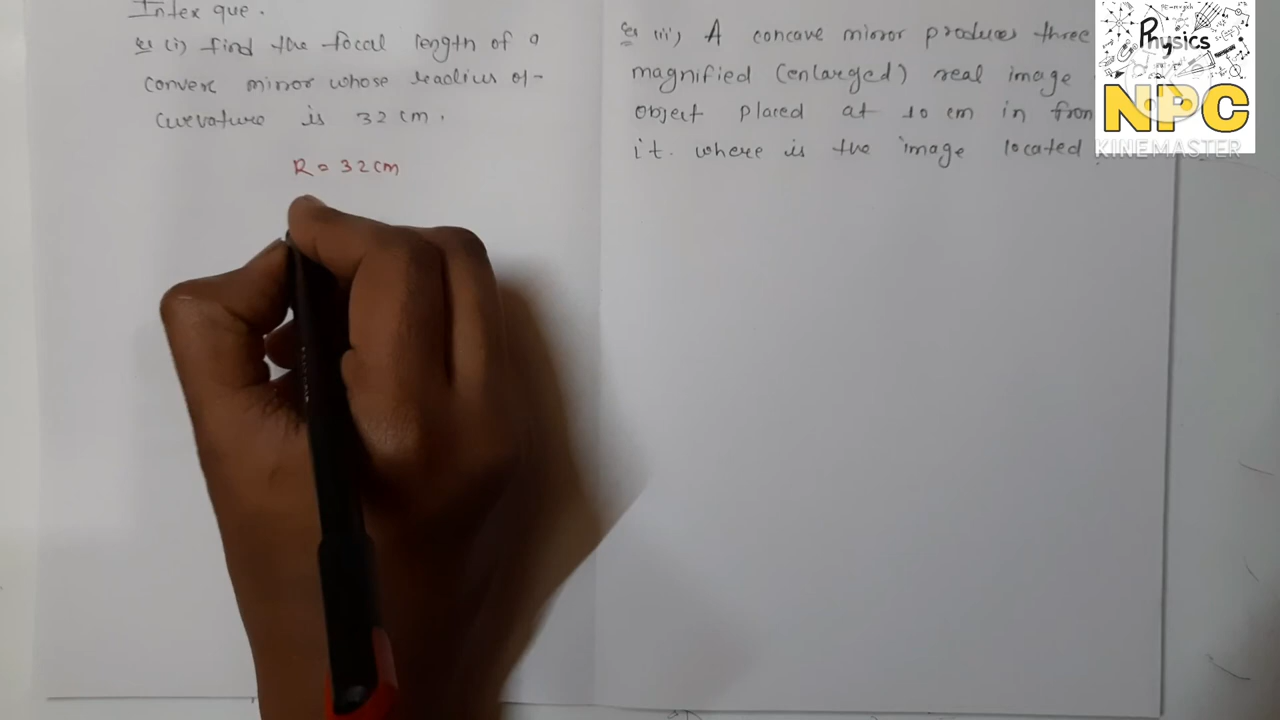 Intex que.
Q (i) find the focal length of a
convex mirror whose readius of-
curvature is 32 cm.
R = 32 cm
Q (ii) A concave mirror produces three
magnified (enlarged) real image
object placed at 10 cm in fron
it. where is the image located
Physics
NPC
KINEMASTER